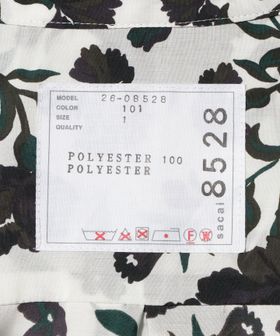 MODEL 26-08528
COLOR 101
SIZE 1
QUALITY
POLYESTER 100
POLYESTER
sacai 8528